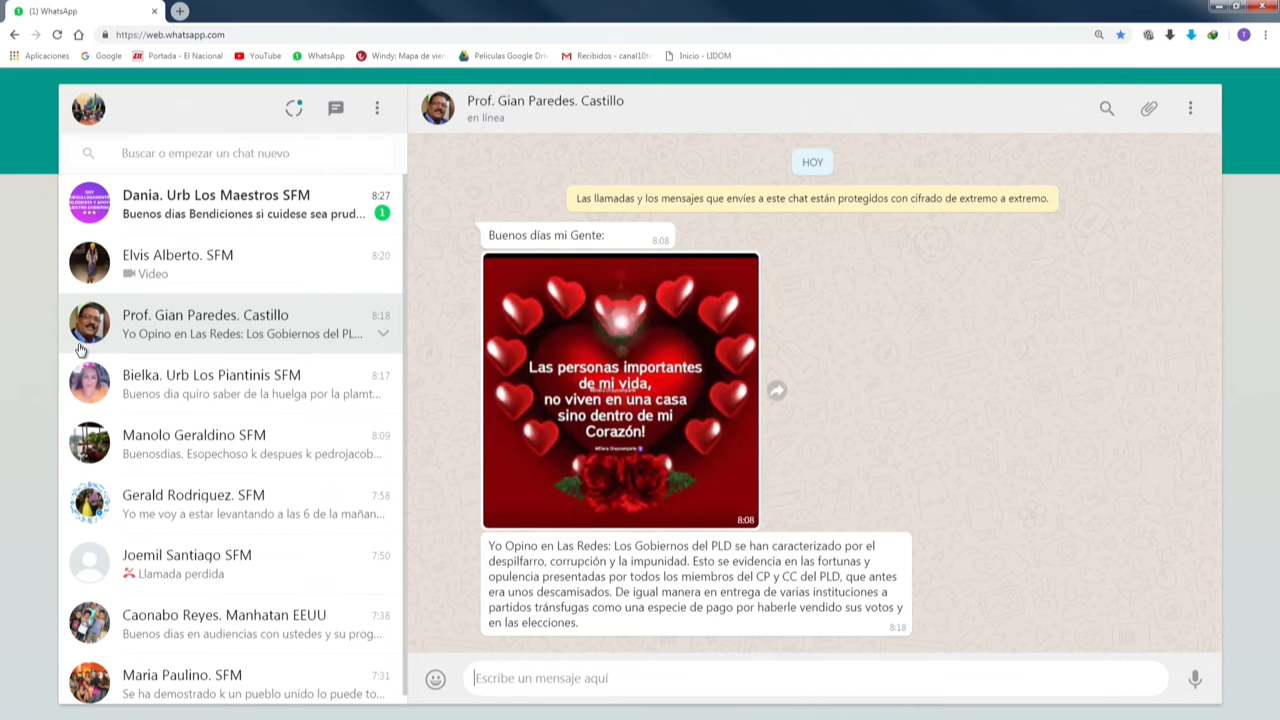 (1) WhatsApp
https://web.whatsapp.com
Aplicaciones
Google
Portada - El Nacional
YouTube
WhatsApp
Windy: Mapa de vien
Peliculas Google Driv
Recibidos - canal10t
Inicio - LIDOM
Prof. Gian Paredes. Castillo
en línea
Buscar o empezar un chat nuevo
Dania. Urb Los Maestros SFM
8:27
Buenos dias Bendiciones si cuidese sea prud...
1
Elvis Alberto. SFM
8:20
Video
Prof. Gian Paredes. Castillo
8:18
Yo Opino en Las Redes: Los Gobiernos del PL...
Bielka. Urb Los Piantinis SFM
8:17
Buenos dia quiro saber de la huelga por la plamt...
Manolo Geraldino SFM
8:09
Buenosdias. Esopechoso k despues k pedrojacob...
Gerald Rodriquez. SFM
7:58
Yo me voy a estar levantando a las 6 de la mañan...
Joemil Santiago SFM
7:50
Llamada perdida
Caonabo Reyes. Manhatan EEUU
7:38
Buenos dias en audiencias con ustedes y su prog...
Maria Paulino. SFM
7:31
Se ha demostrado k un pueblo unido lo puede to...
HOY
Las llamadas y los mensajes que envíes a este chat están protegidos con cifrado de extremo a extremo.
Buenos días mi Gente:
8:08
Las personas importantes
de mi vida,
no viven en una casa
sino dentro de mi
Corazón!
8:08
Yo Opino en Las Redes: Los Gobiernos del PLD se han caracterizado por el
despilfarro, corrupción y la impunidad. Esto se evidencia en las fortunas y
opulencia presentadas por todos los miembros del CP y CC del PLD, que antes
era unos descamisados. De igual manera en entrega de varias instituciones a
partidos tránsfugas como una especie de pago por haberle vendido sus votos y
en las elecciones.
8:18
Escribe un mensaje aquí